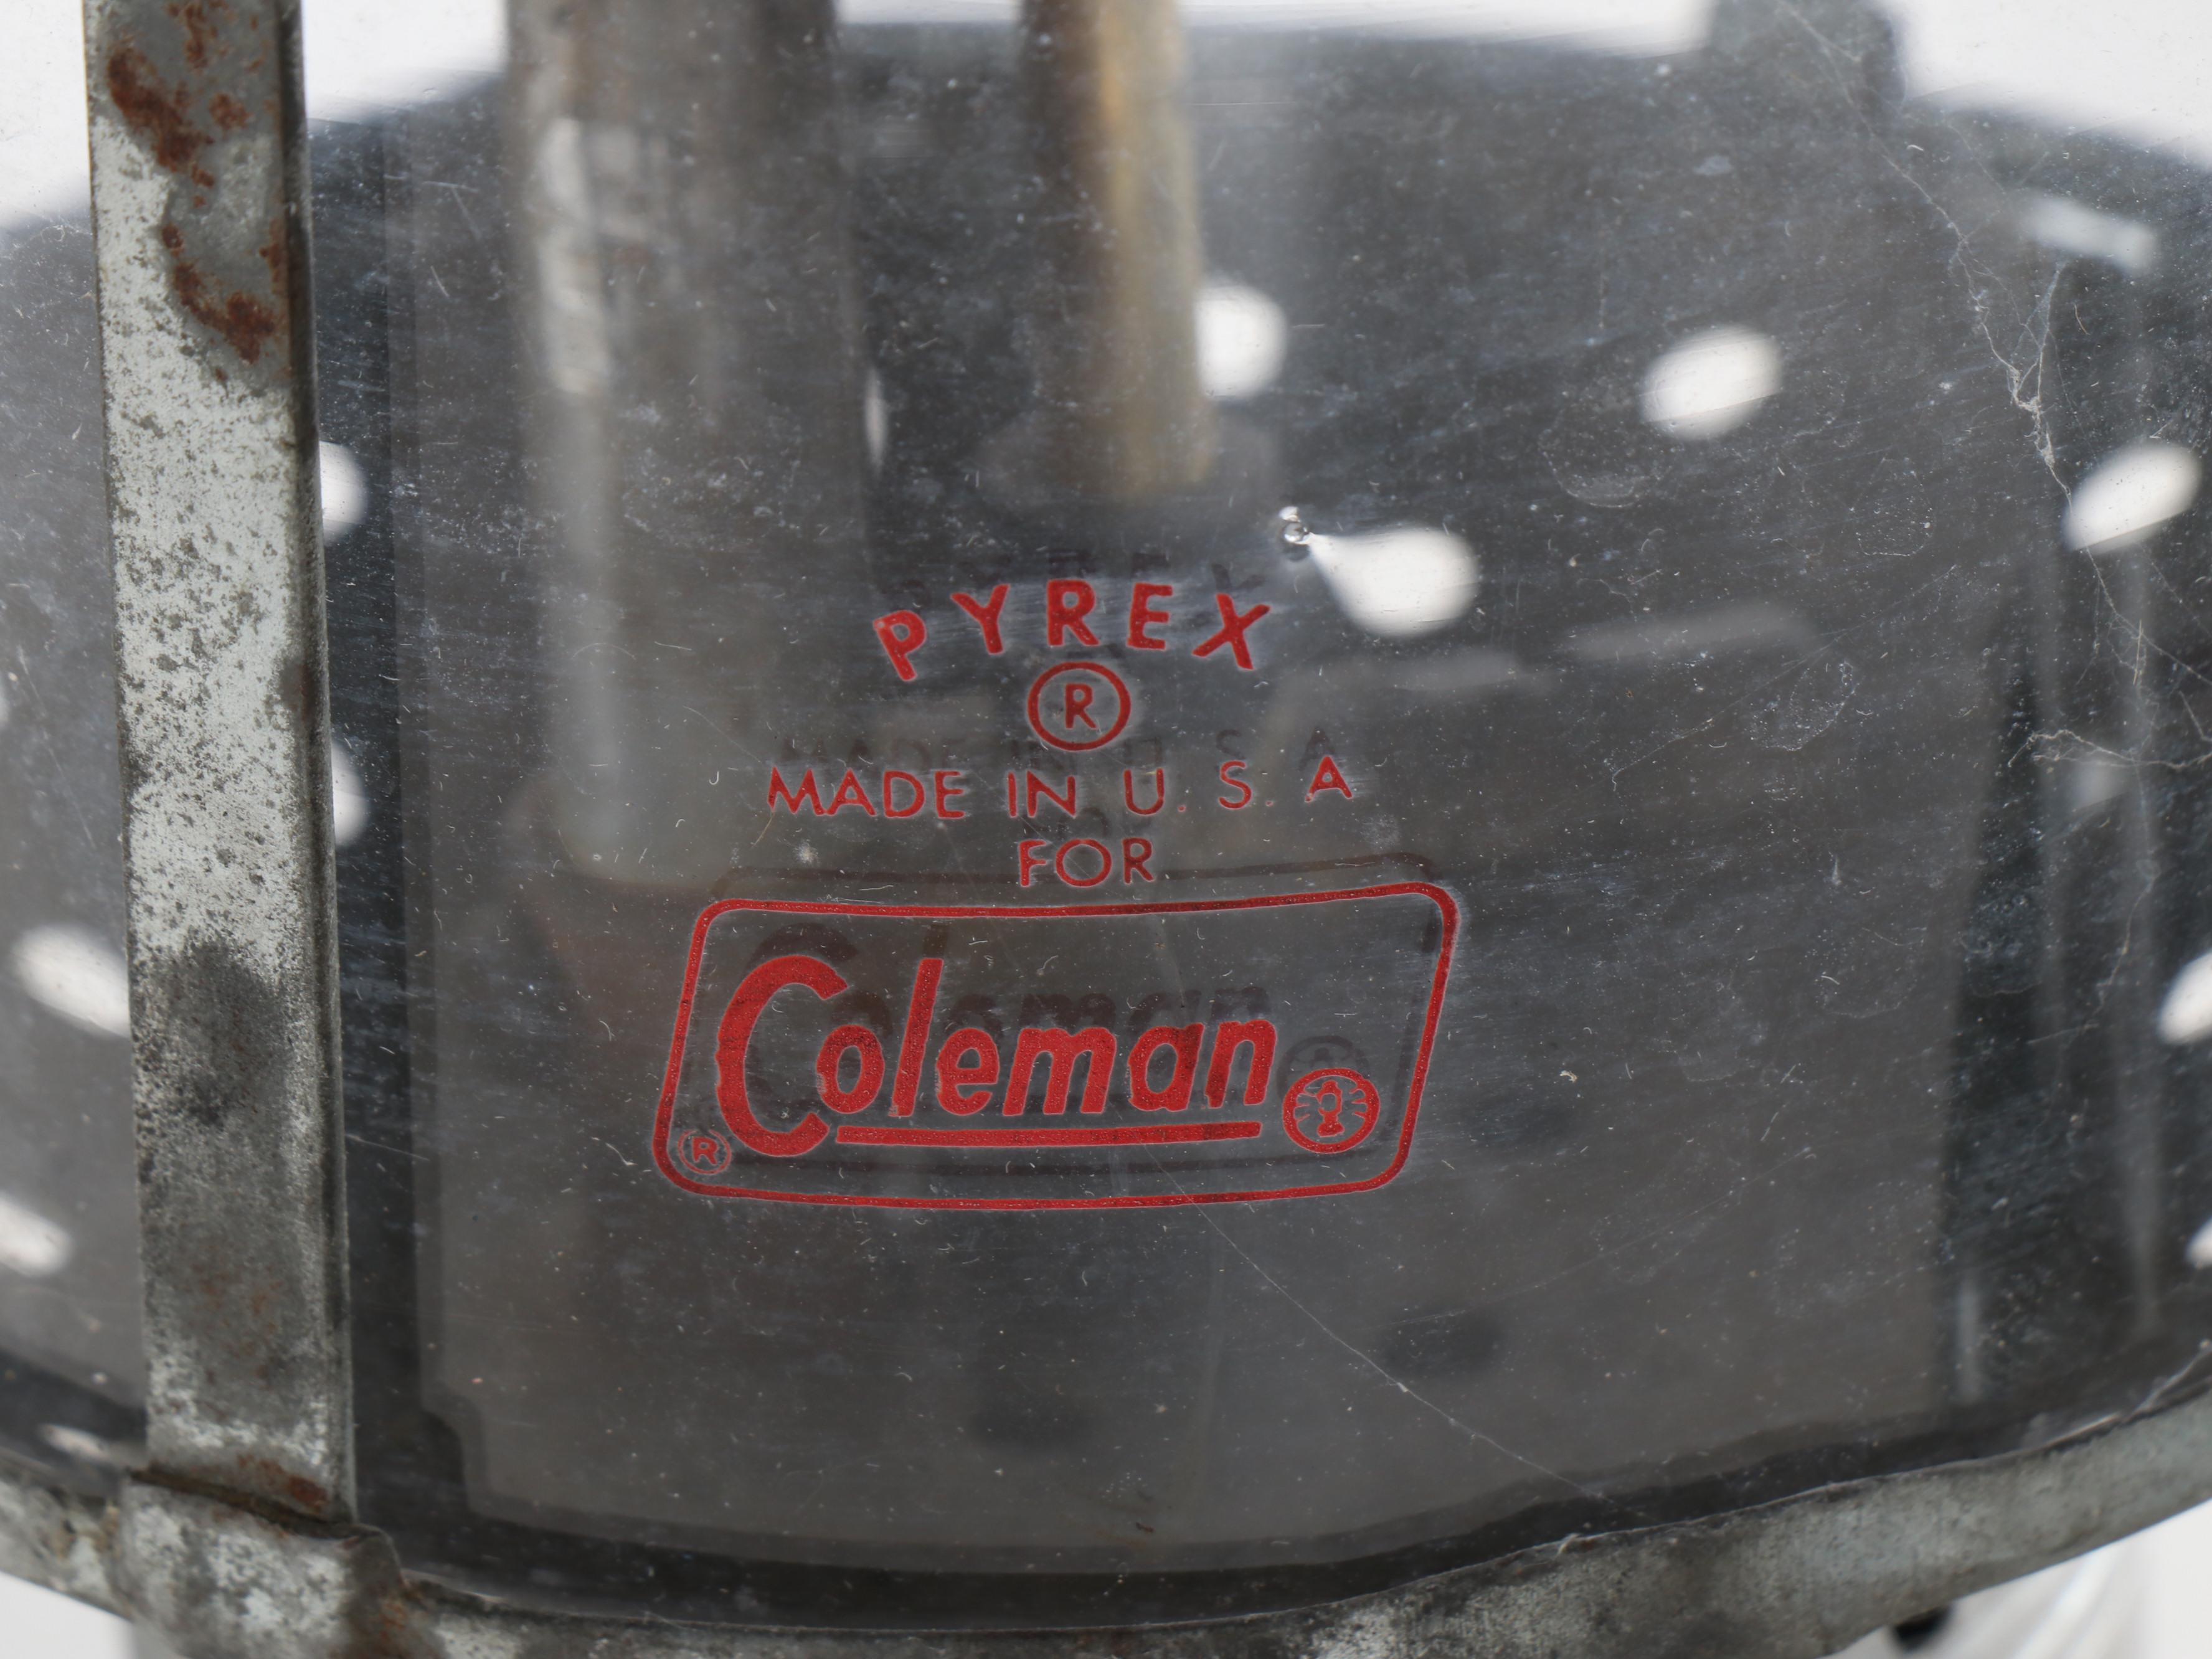 PYREX
®
MADE IN U. S. A
FOR
Coleman
®